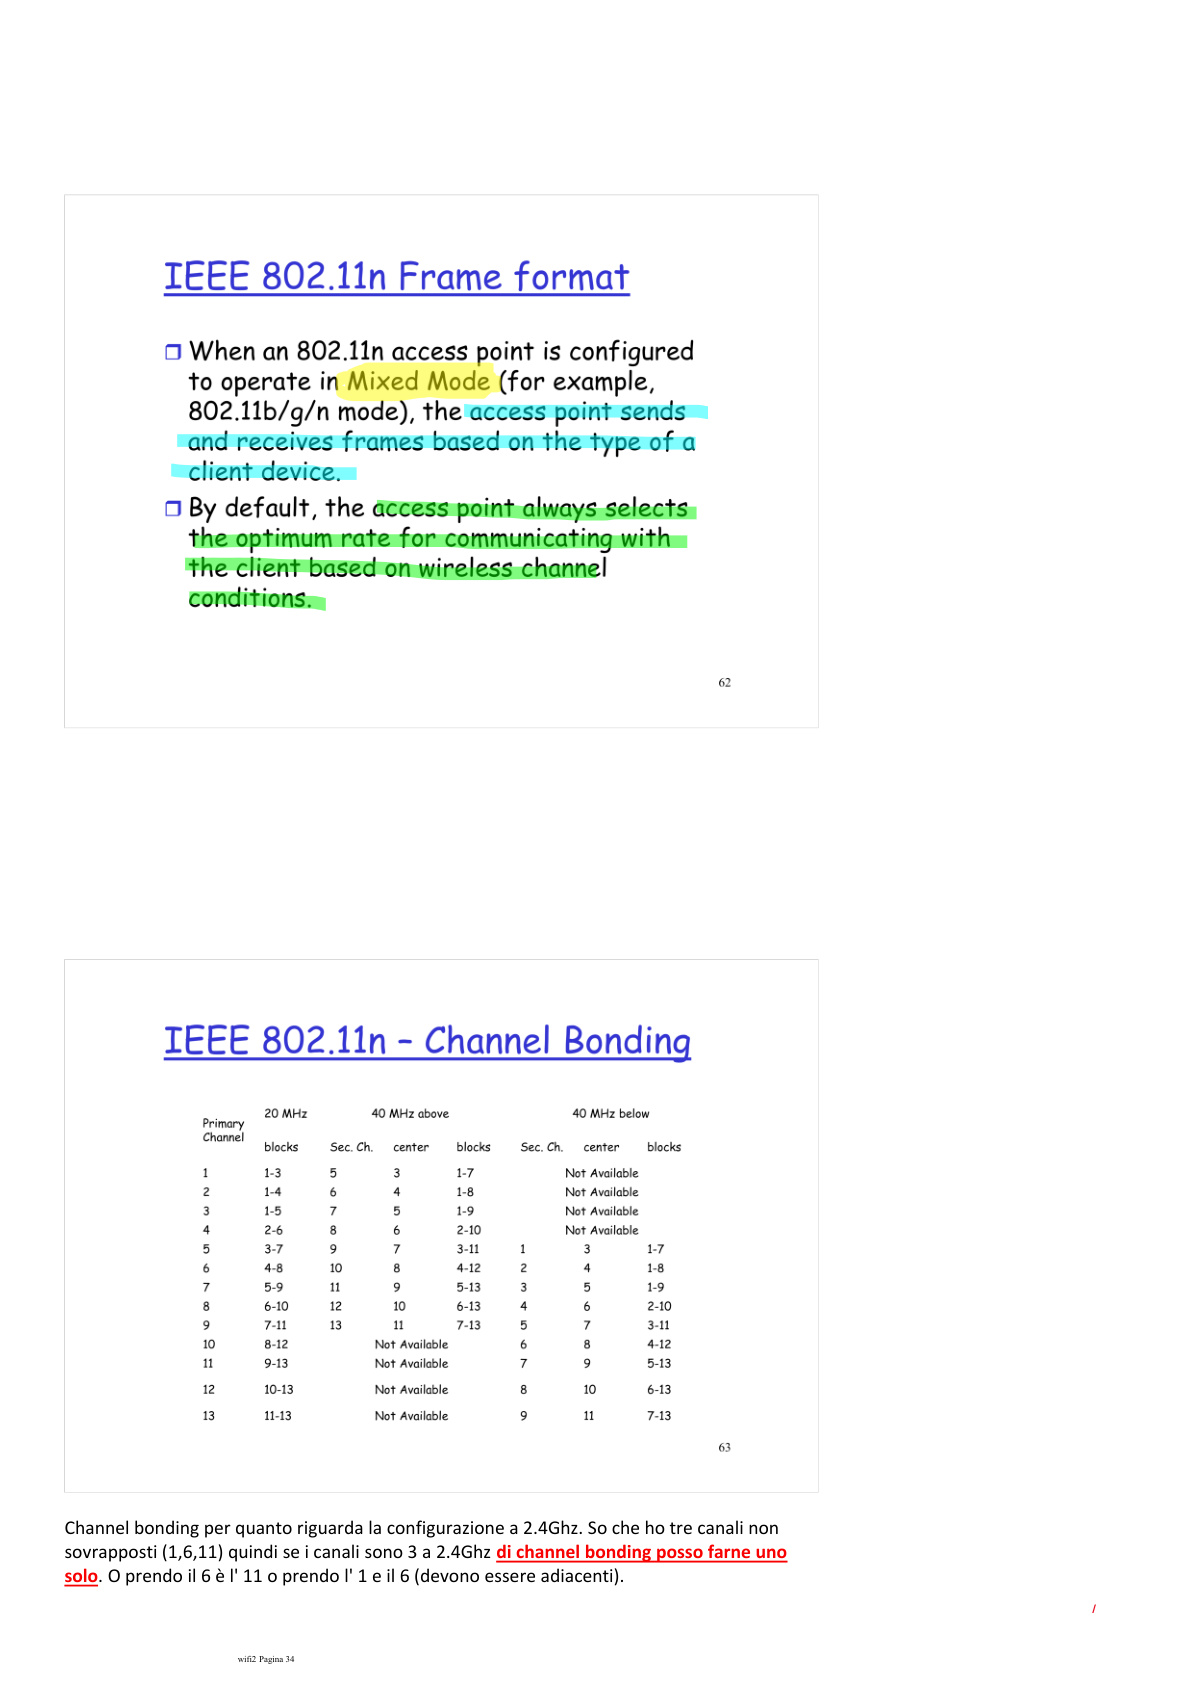 IEEE 802.11n Frame format
When an 802.11n access point is configured
to operate in Mixed Mode (for example,
802.11b/g/n mode), the access point sends
and receives frames based on the type of a
client device.
By default, the access point always selects
the optimum rate for communicating with
the client based on wireless channel
conditions.
62
IEEE 802.11n – Channel Bonding
Primary Channel 20 MHz 40 MHz above 40 MHz below
blocks Sec. Ch. center blocks Sec. Ch. center blocks
1 1-3 5 3 1-7 Not Available
2 1-4 6 4 1-8 Not Available
3 1-5 7 5 1-9 Not Available
4 2-6 8 6 2-10 Not Available
5 3-7 9 7 3-11 1 3 1-7
6 4-8 10 8 4-12 2 4 1-8
7 5-9 11 9 5-13 3 5 1-9
8 6-10 12 10 6-13 4 6 2-10
9 7-11 13 11 7-13 5 7 3-11
10 8-12 Not Available 6 8 4-12
11 9-13 Not Available 7 9 5-13
12 10-13 Not Available 8 10 6-13
13 11-13 Not Available 9 11 7-13
63
Channel bonding per quanto riguarda la configurazione a 2.4Ghz. So che ho tre canali non
sovrapposti (1,6,11) quindi se i canali sono 3 a 2.4Ghz di channel bonding posso farne uno
solo. O prendo il 6 è l' 11 o prendo l' 1 e il 6 (devono essere adiacenti).
/
wifi2 Pagina 34